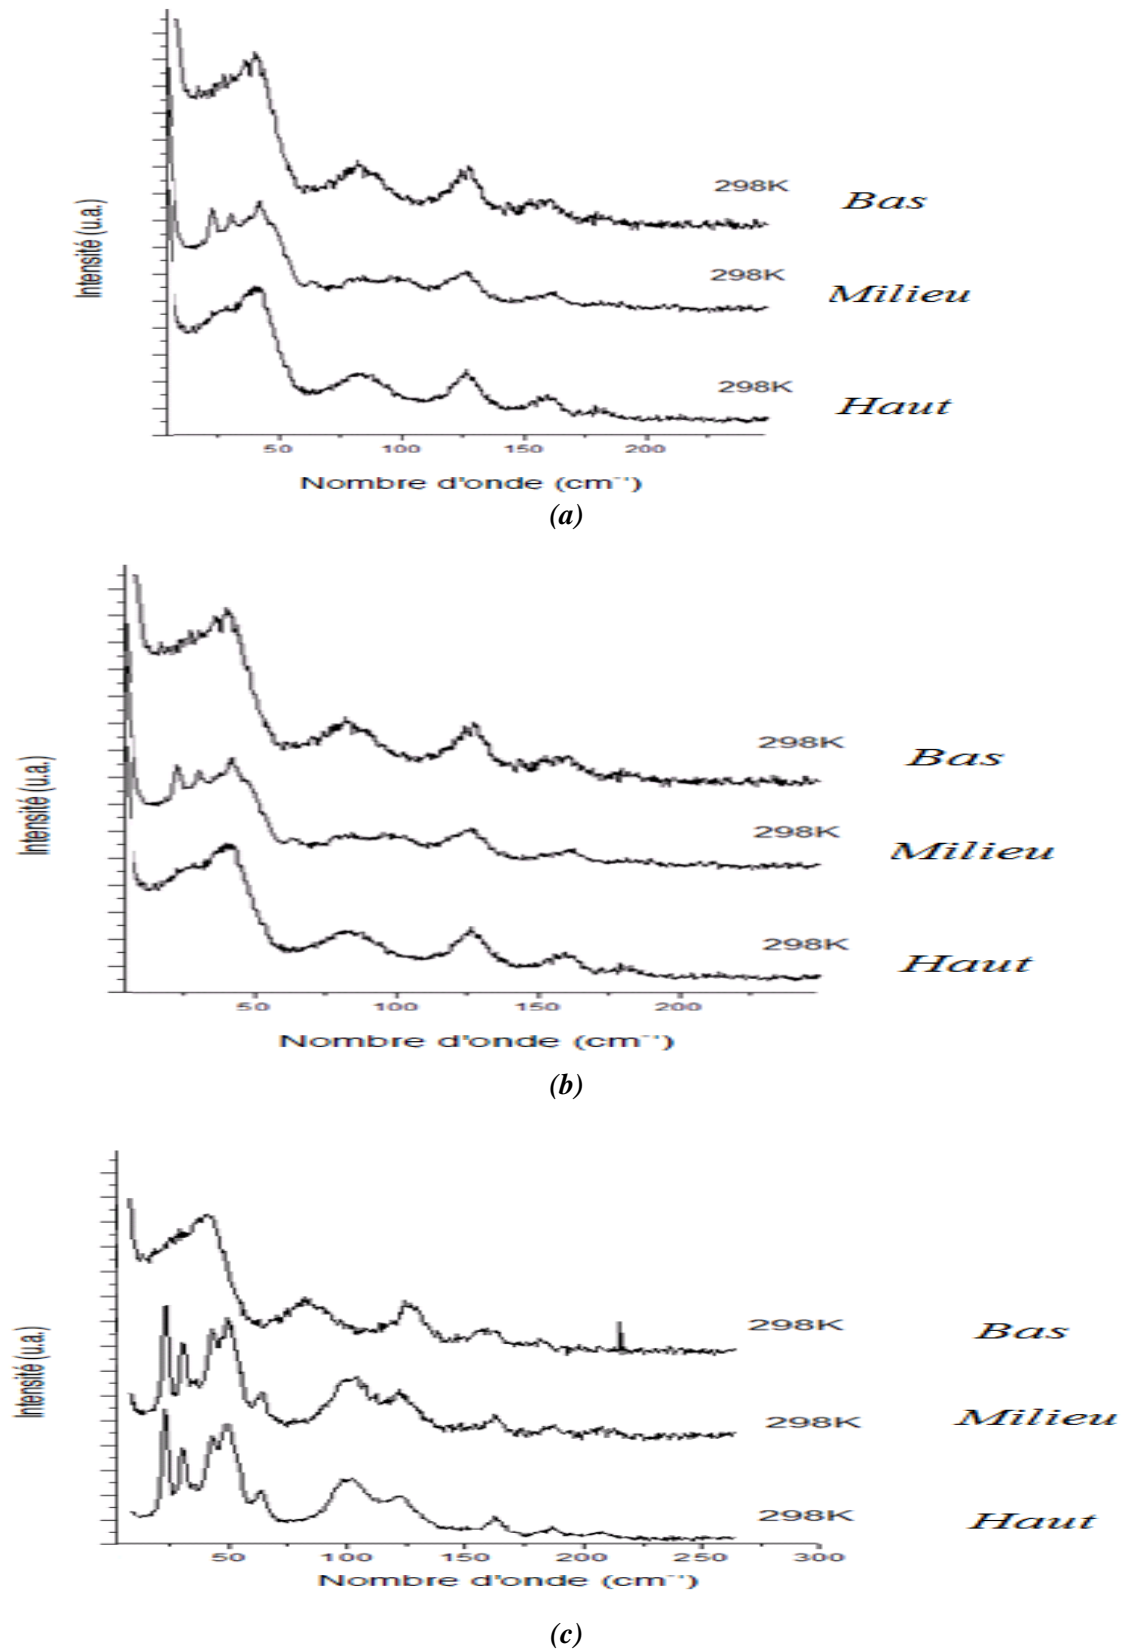 298K
Bas
Intensité (u.a.)
298K
Milieu
298K
Haut
50 100 150 200
Nombre d'onde (cm⁻¹)
(a)
298K
Bas
Intensité (u.a.)
298K
Milieu
298K
Haut
50 100 150 200
Nombre d'onde (cm⁻¹)
(b)
298K
Bas
Intensité (u.a.)
298K
Milieu
298K
Haut
50 100 150 200 250 300
Nombre d'onde (cm⁻¹)
(c)